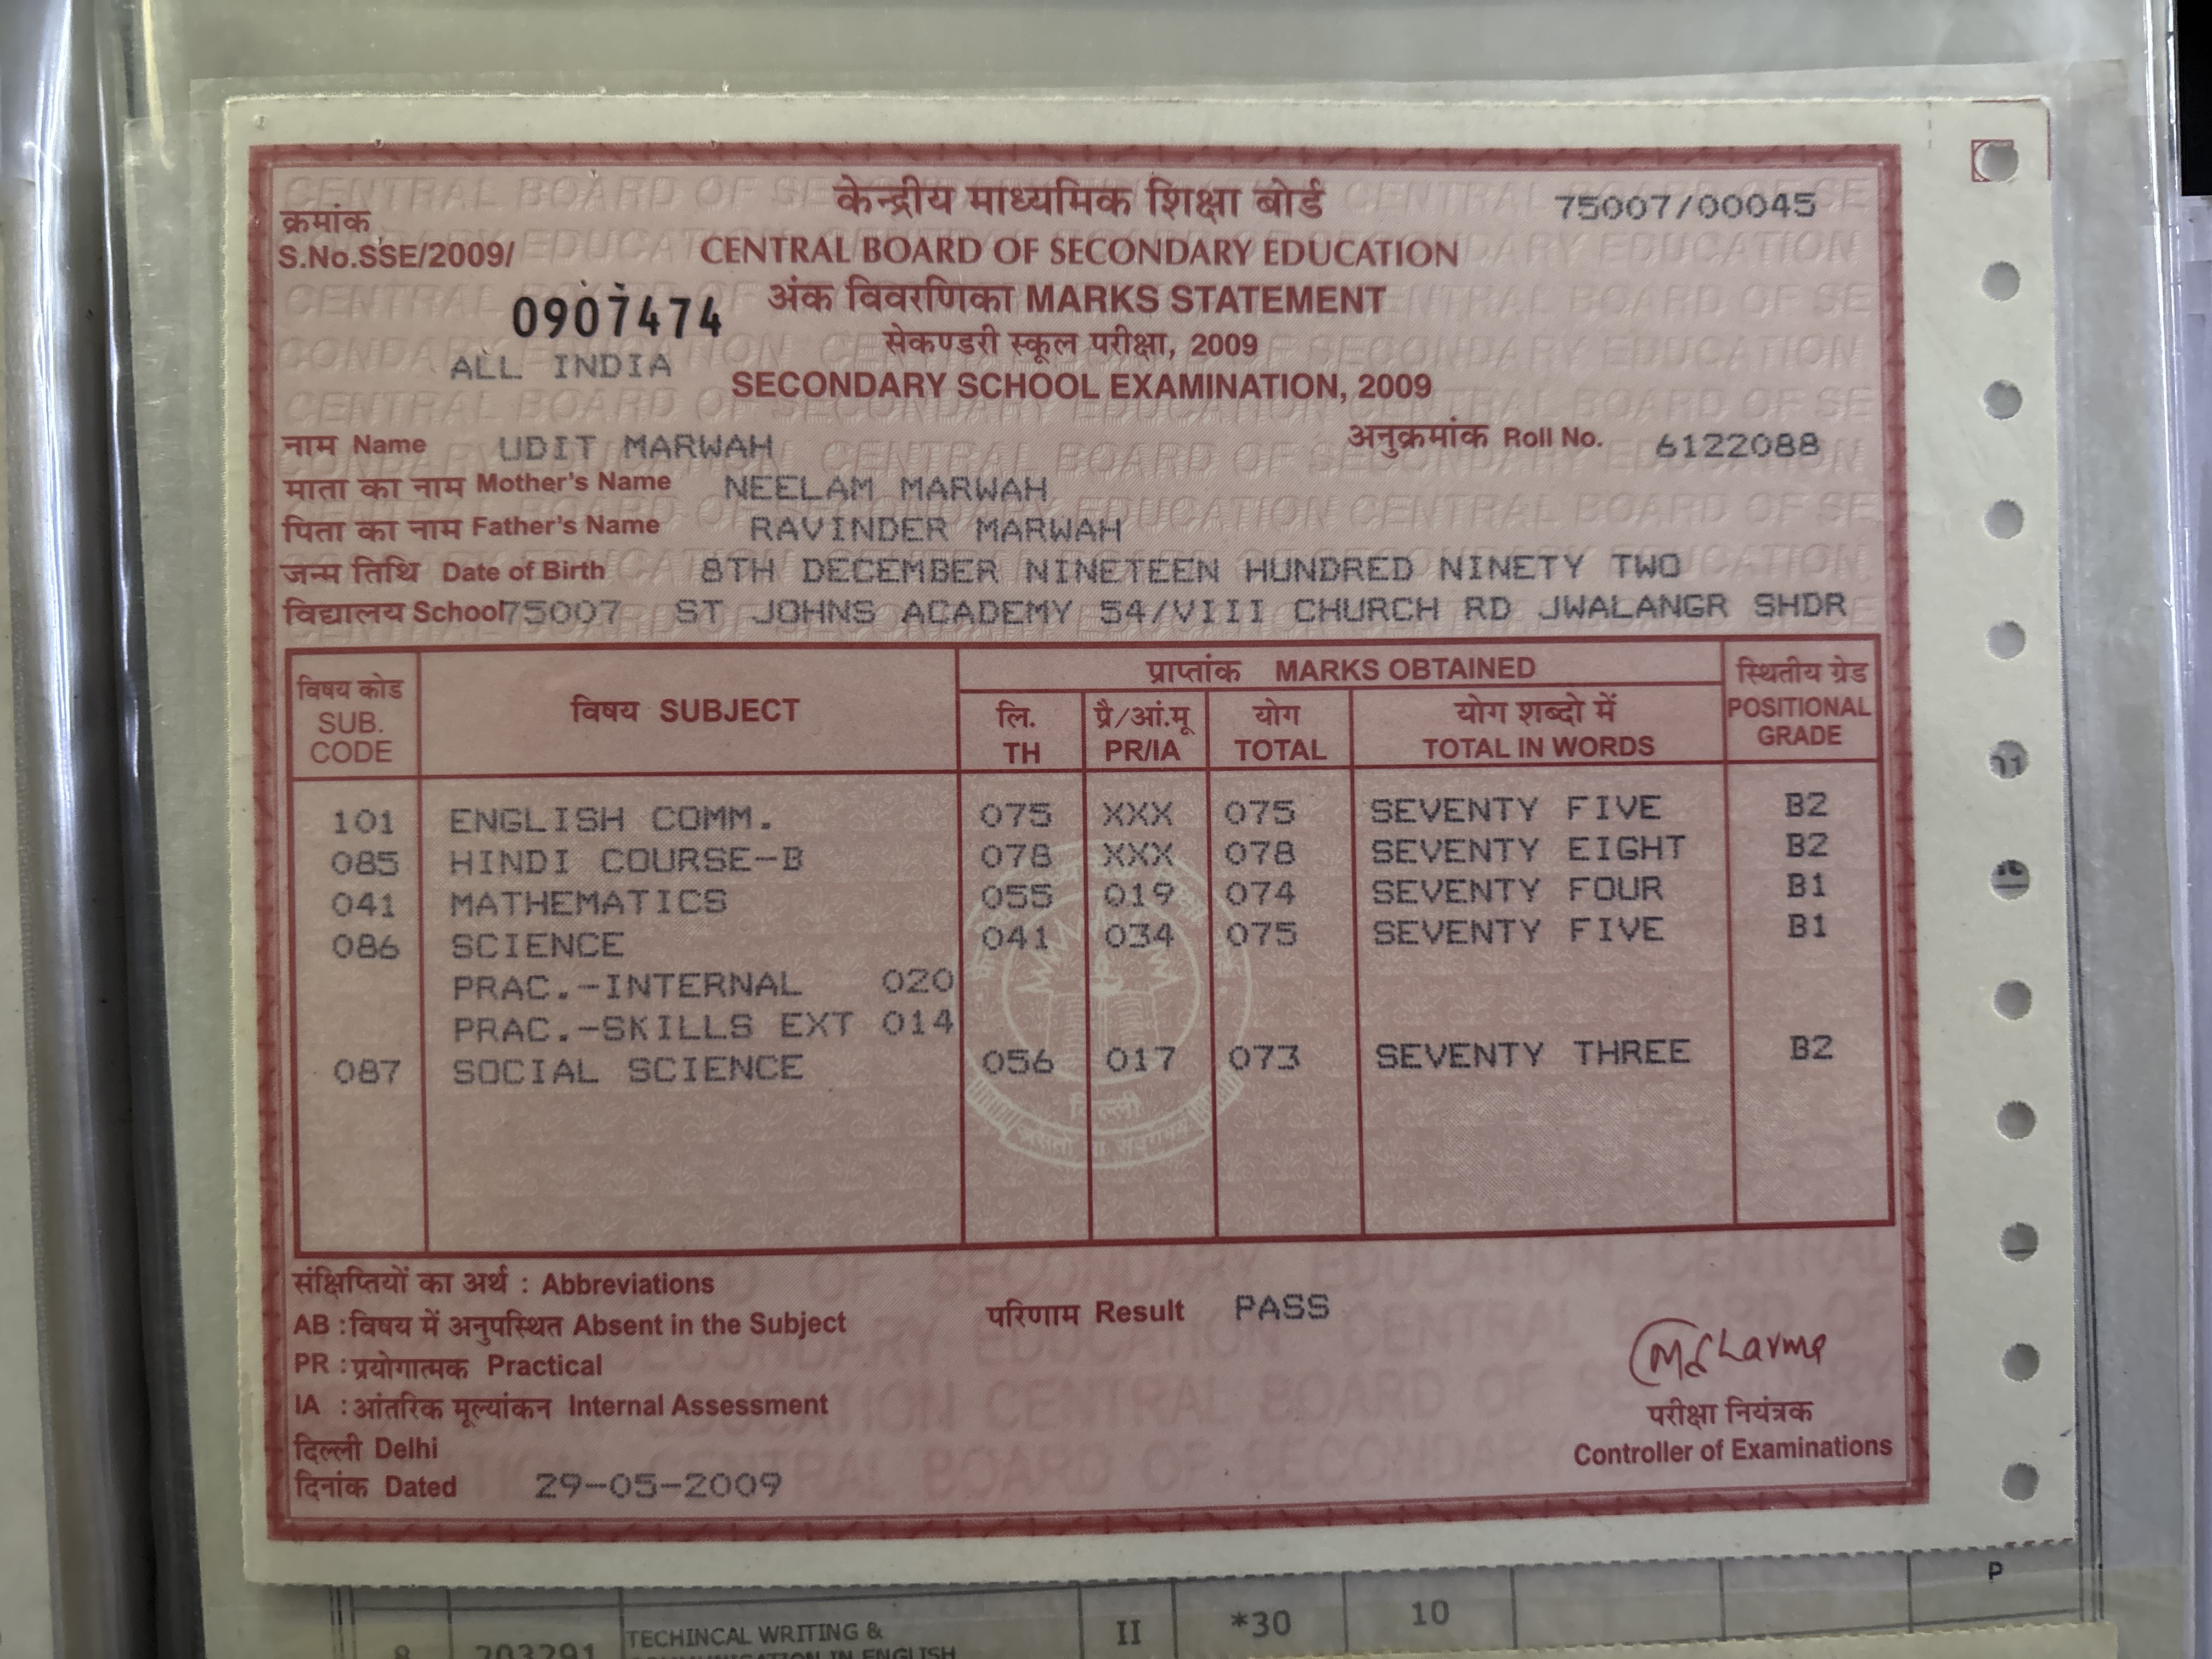 केन्द्रीय माध्यमिक शिक्षा बोर्ड
75007/00045
क्रमांक
S.No.SSE/2009/
CENTRAL BOARD OF SECONDARY EDUCATION
0907474
अंक विवरणिका MARKS STATEMENT
सेकण्डरी स्कूल परीक्षा, 2009
ALL INDIA
SECONDARY SCHOOL EXAMINATION, 2009
नाम Name UDIT MARWAH अनुक्रमांक Roll No. 6122088
माता का नाम Mother's Name NEELAM MARWAH
पिता का नाम Father's Name RAVINDER MARWAH
जन्म तिथि Date of Birth 8TH DECEMBER NINETEEN HUNDRED NINETY TWO
विद्यालय School 75007 ST JOHNS ACADEMY 54/VIII CHURCH RD JWALANGR SHDR
विषय कोड SUB. CODE
विषय SUBJECT
प्राप्तांक MARKS OBTAINED
लि. TH
प्रै/आं.मू PR/IA
योग TOTAL
योग शब्दो में TOTAL IN WORDS
स्थितीय ग्रेड POSITIONAL GRADE
101 ENGLISH COMM. 075 XXX 075 SEVENTY FIVE B2
085 HINDI COURSE-B 078 XXX 078 SEVENTY EIGHT B2
041 MATHEMATICS 055 019 074 SEVENTY FOUR B1
086 SCIENCE 041 034 075 SEVENTY FIVE B1
PRAC.-INTERNAL 020
PRAC.-SKILLS EXT 014
087 SOCIAL SCIENCE 056 017 073 SEVENTY THREE B2
संक्षिप्तियों का अर्थ : Abbreviations
AB :विषय में अनुपस्थित Absent in the Subject
परिणाम Result PASS
PR :प्रयोगात्मक Practical
IA :आंतरिक मूल्यांकन Internal Assessment
परीक्षा नियंत्रक
Controller of Examinations
दिल्ली Delhi
दिनांक Dated 29-05-2009
P
8 203291 TECHINCAL WRITING & II *30 10
IN ENGLISH